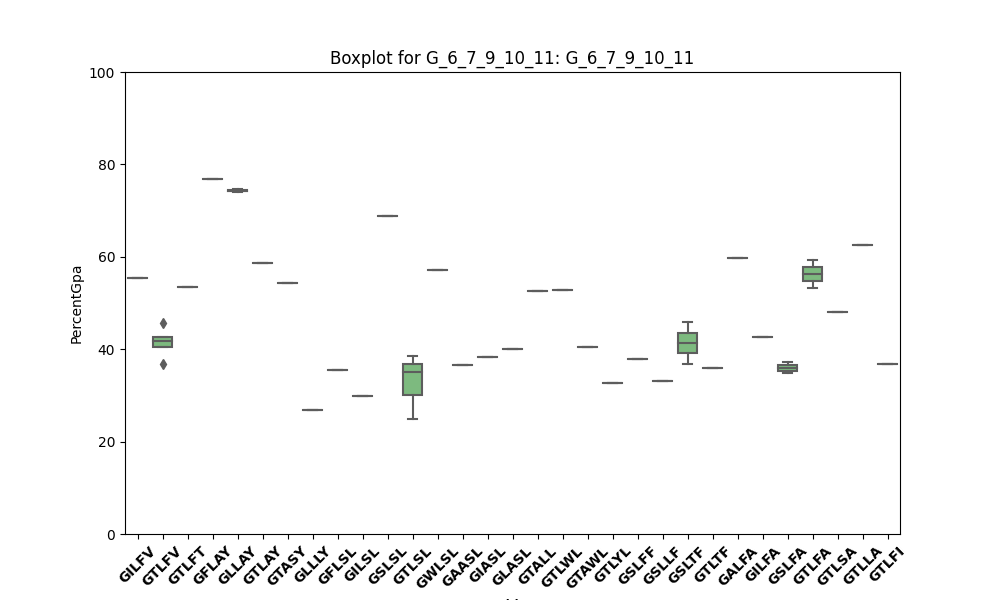 Boxplot for G_6_7_9_10_11: G_6_7_9_10_11
PercentGpa
100
80
60
40
20
0
GILFV GTLFV GTLFT GFLAY GLLAY GTLAY GTASY GLLLY GFLSL GILSL GSLSL GTLSL GWLSL GAASL GIASL GLASL GTALL GTLWL GTAWL GTLYL GSLFF GSLLF GSLTF GTLTF GALFA GILFA GSLFA GTLFA GTLSA GTLLA GTLFI